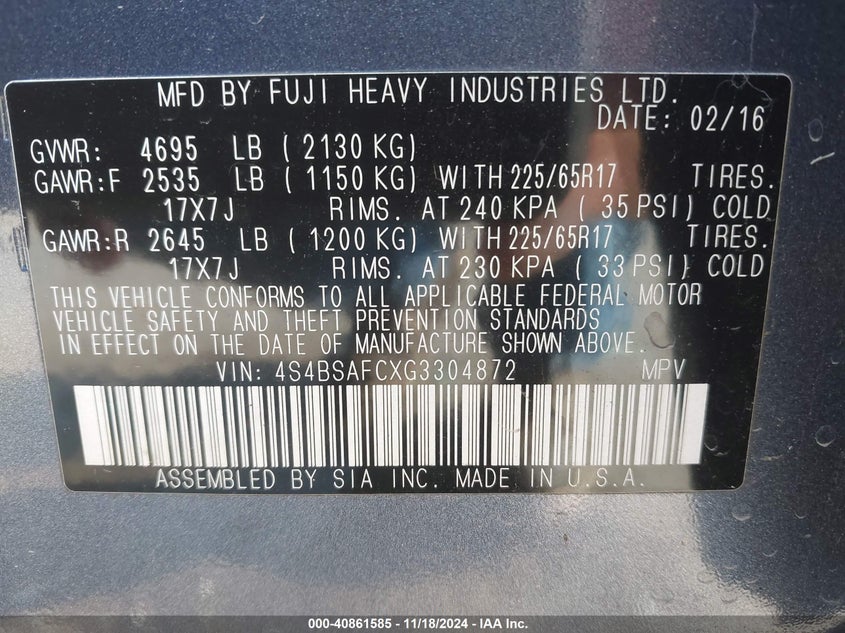 MFD BY FUJI HEAVY INDUSTRIES LTD.
DATE: 02/16
GVWR: 4695 LB ( 2130 KG)
GAWR:F 2535 LB ( 1150 KG) WITH 225/65R17 TIRES.
17X7J RIMS. AT 240 KPA ( 35 PSI) COLD
GAWR:R 2645 LB ( 1200 KG) WITH 225/65R17 TIRES.
17X7J RIMS. AT 230 KPA ( 33 PSI) COLD
THIS VEHICLE CONFORMS TO ALL APPLICABLE FEDERAL MOTOR
VEHICLE SAFETY AND THEFT PREVENTION STANDARDS
IN EFFECT ON THE DATE OF MANUFACTURE SHOWN ABOVE.
VIN: 4S4BSAFCXG3304872 MPV
ASSEMBLED BY SIA INC. MADE IN U.S.A.
000-40861585 - 11/18/2024 - IAA Inc.